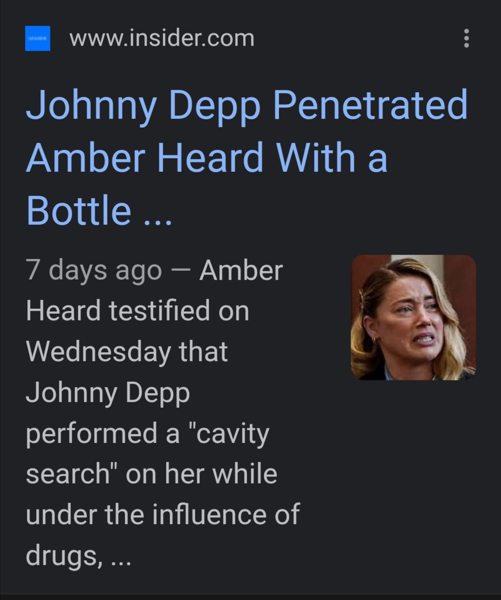 www.insider.com
Johnny Depp Penetrated
Amber Heard With a
Bottle ...
7 days ago — Amber
Heard testified on
Wednesday that
Johnny Depp
performed a "cavity
search" on her while
under the influence of
drugs, ...